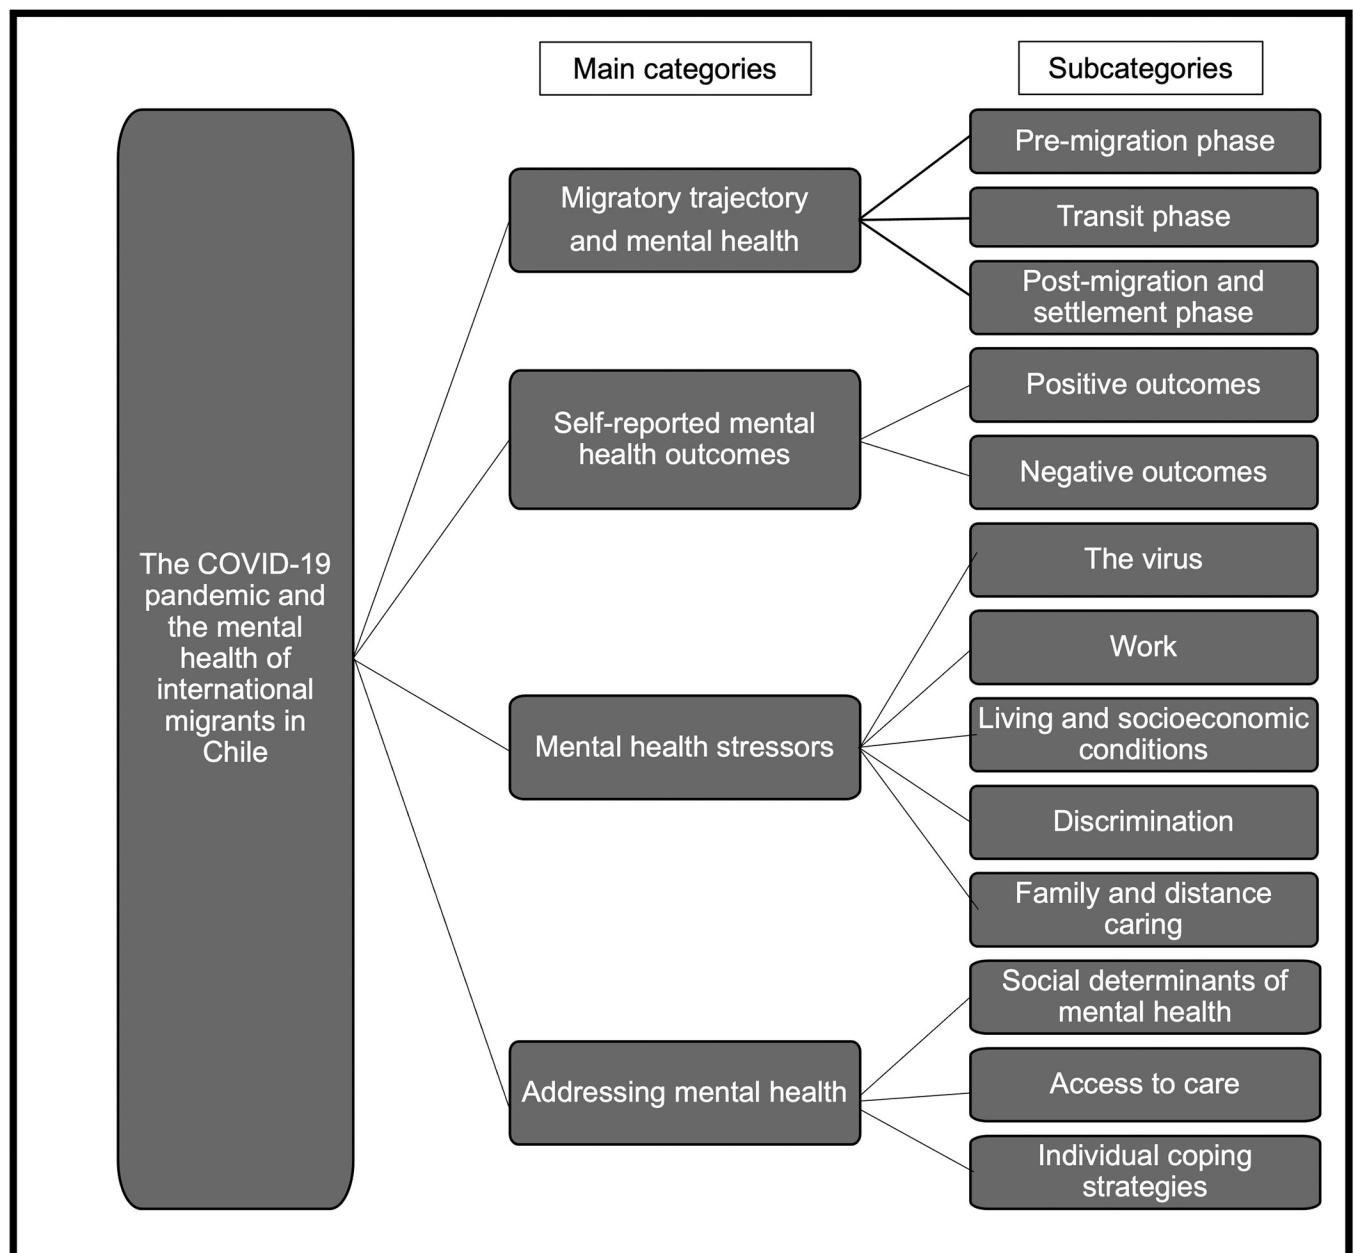 Main categories
Subcategories
The COVID-19
pandemic and
the mental
health of
international
migrants in
Chile
Migratory trajectory
and mental health
Pre-migration phase
Transit phase
Post-migration and
settlement phase
Self-reported mental
health outcomes
Positive outcomes
Negative outcomes
Mental health stressors
The virus
Work
Living and socioeconomic
conditions
Discrimination
Family and distance
caring
Addressing mental health
Social determinants of
mental health
Access to care
Individual coping
strategies